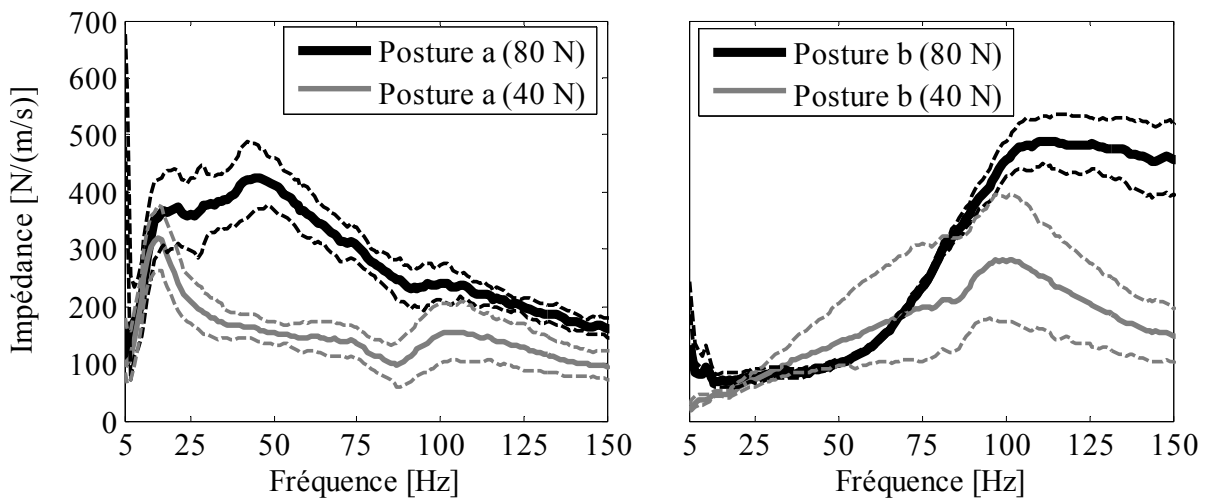 Impédance [N/(m/s)]
700
600
500
400
300
200
100
0
Posture a (80 N)
Posture a (40 N)
5 25 50 75 100 125 150
Fréquence [Hz]
Posture b (80 N)
Posture b (40 N)
5 25 50 75 100 125 150
Fréquence [Hz]